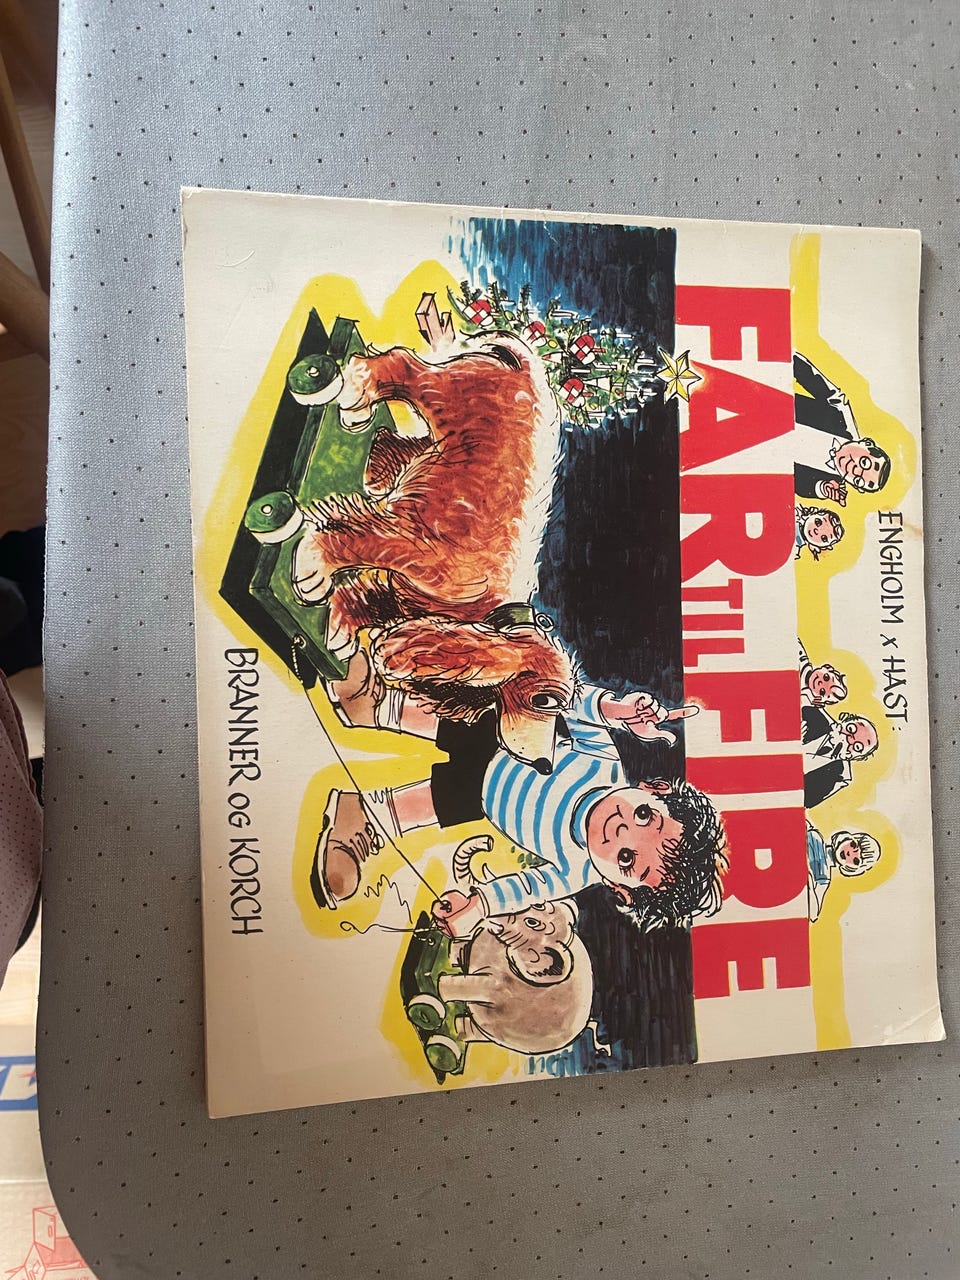 ENGHOLM x HAST:
FAR TIL FIRE
BRANNER OG KORCH